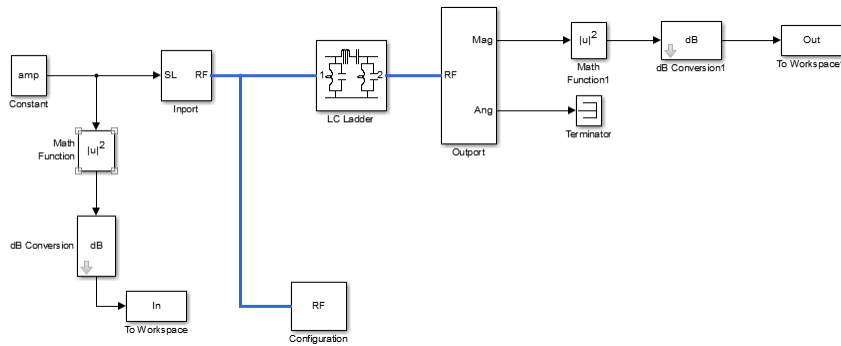 amp
Constant
SL RF
Inport
1 2
LC Ladder
RF
Mag
Ang
Outport
|u|²
Math
Function1
dB
dB Conversion1
Out
To Workspace1
Terminator
Math
Function
|u|²
dB Conversion
dB
In
To Workspace
RF
Configuration